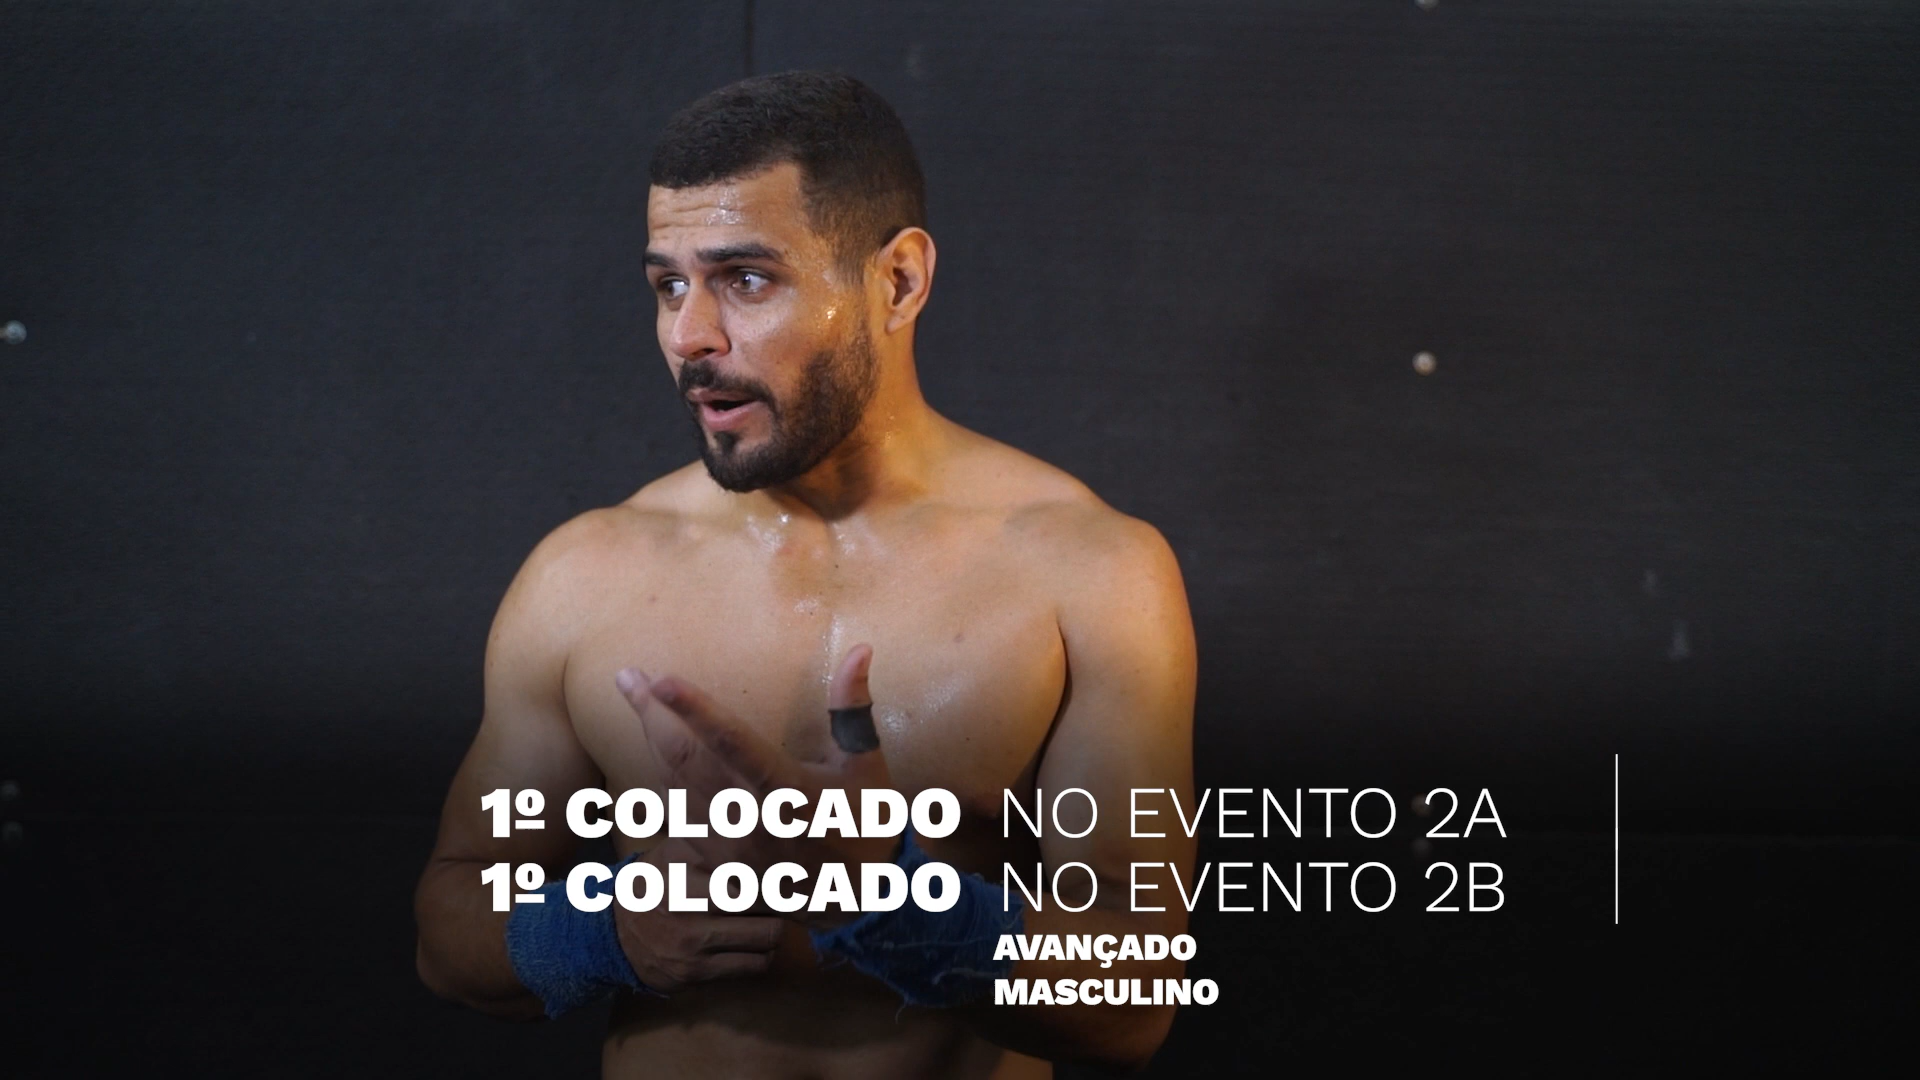 1º COLOCADO NO EVENTO 2A
1º COLOCADO NO EVENTO 2B
AVANÇADO
MASCULINO